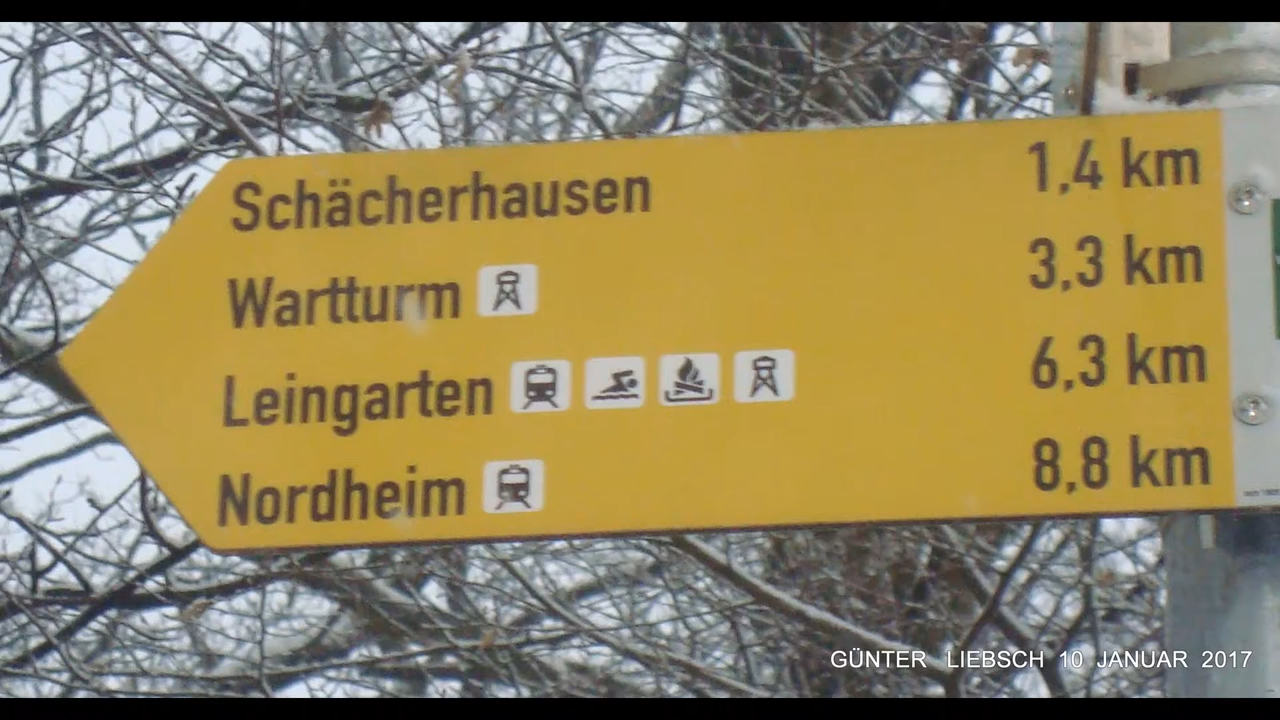 Schächerhausen 1,4 km
Wartturm 3,3 km
Leingarten 6,3 km
Nordheim 8,8 km
GÜNTER LIEBSCH 10 JANUAR 2017